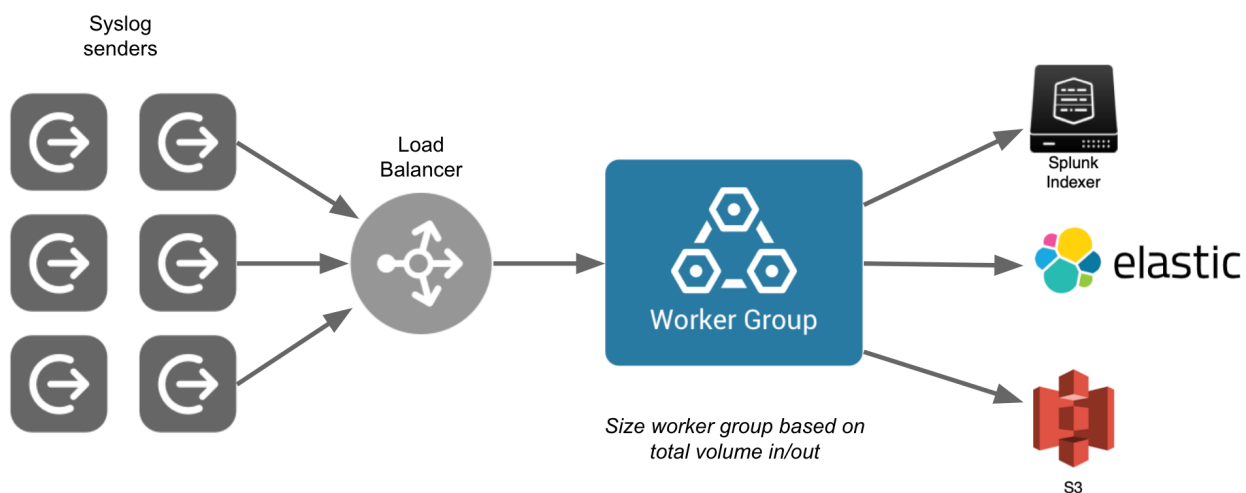 Syslog
senders
Load
Balancer
Worker Group
Size worker group based on
total volume in/out
Splunk
Indexer
elastic
S3